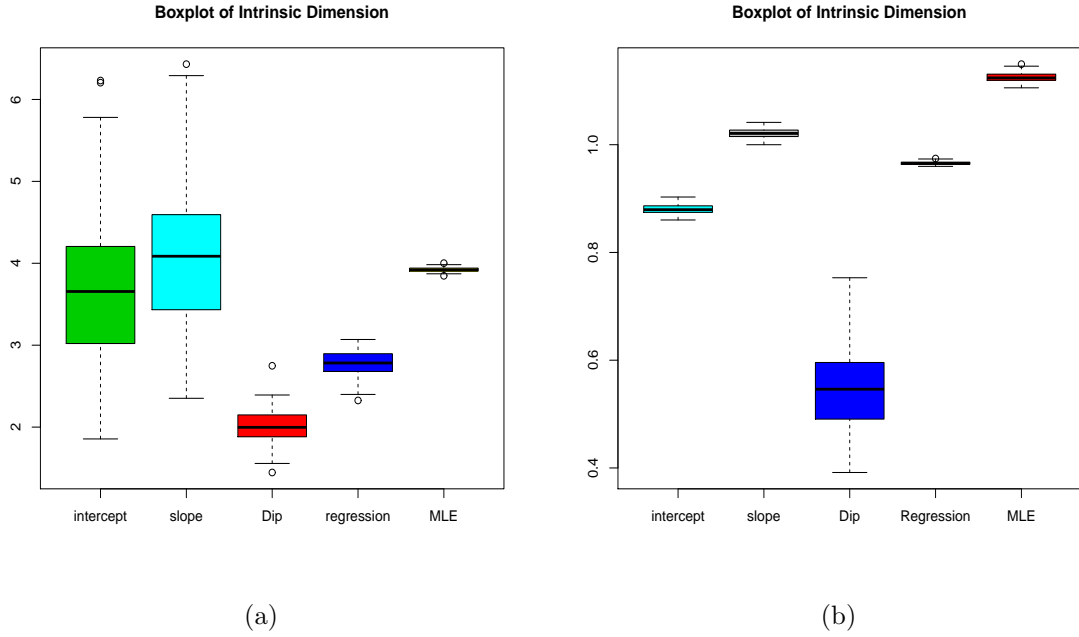 Boxplot of Intrinsic Dimension
6
5
4
3
2
intercept slope Dip regression MLE
(a)
Boxplot of Intrinsic Dimension
1.0
0.8
0.6
0.4
intercept slope Dip Regression MLE
(b)